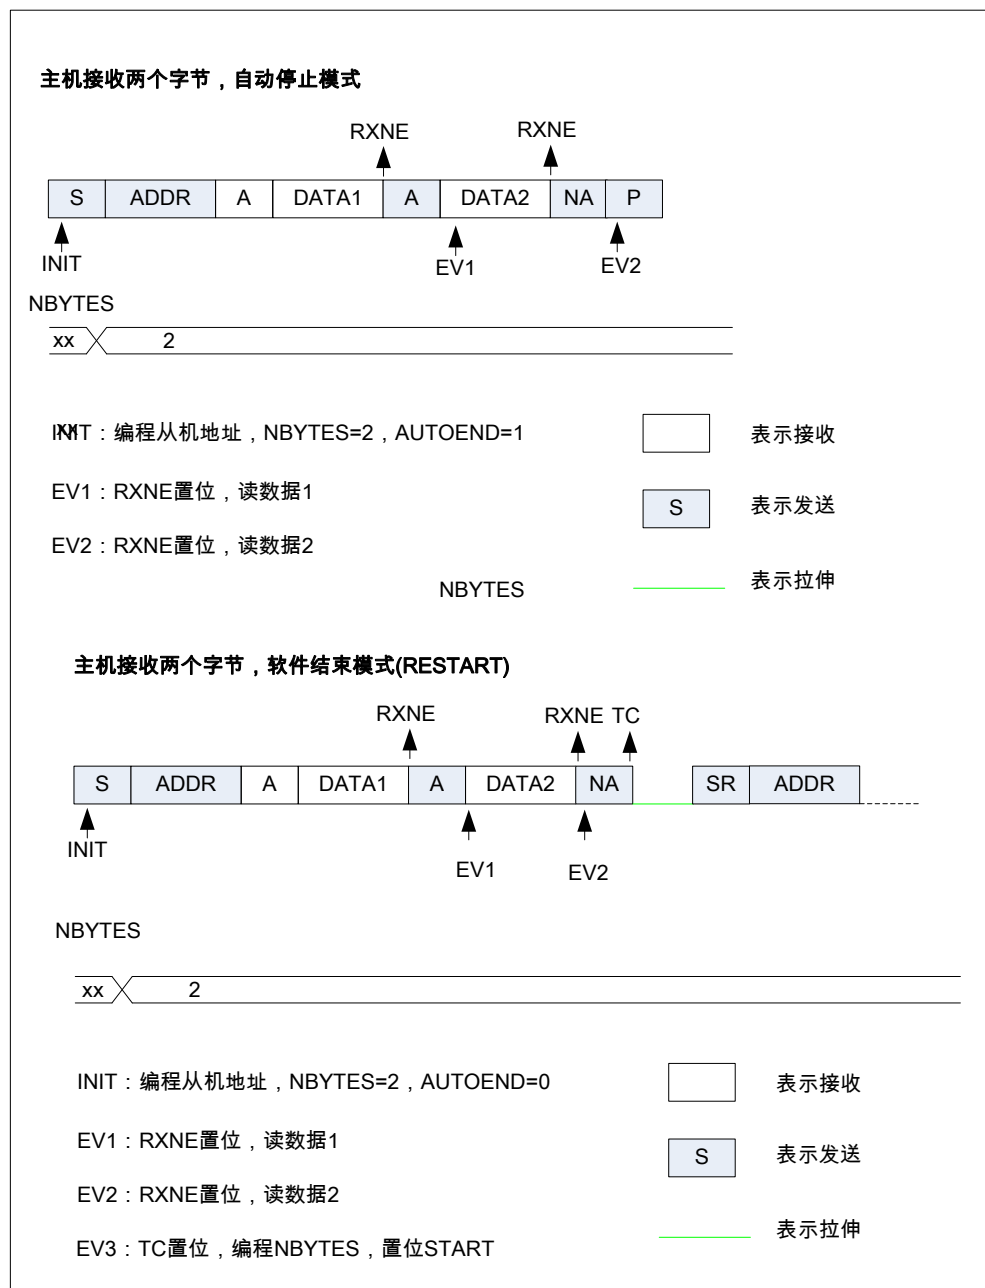 主机接收两个字节，自动停止模式
RXNE RXNE
S ADDR A DATA1 A DATA2 NA P
INIT EV1 EV2
NBYTES
xx 2
INIT：编程从机地址，NBYTES=2，AUTOEND=1
xx
表示接收
EV1：RXNE置位，读数据1
S 表示发送
EV2：RXNE置位，读数据2
NBYTES
表示拉伸
主机接收两个字节，软件结束模式(RESTART)
RXNE RXNE TC
S ADDR A DATA1 A DATA2 NA SR ADDR
INIT EV1 EV2
NBYTES
xx 2
INIT：编程从机地址，NBYTES=2，AUTOEND=0
表示接收
EV1：RXNE置位，读数据1
S 表示发送
EV2：RXNE置位，读数据2
EV3：TC置位，编程NBYTES，置位START
表示拉伸